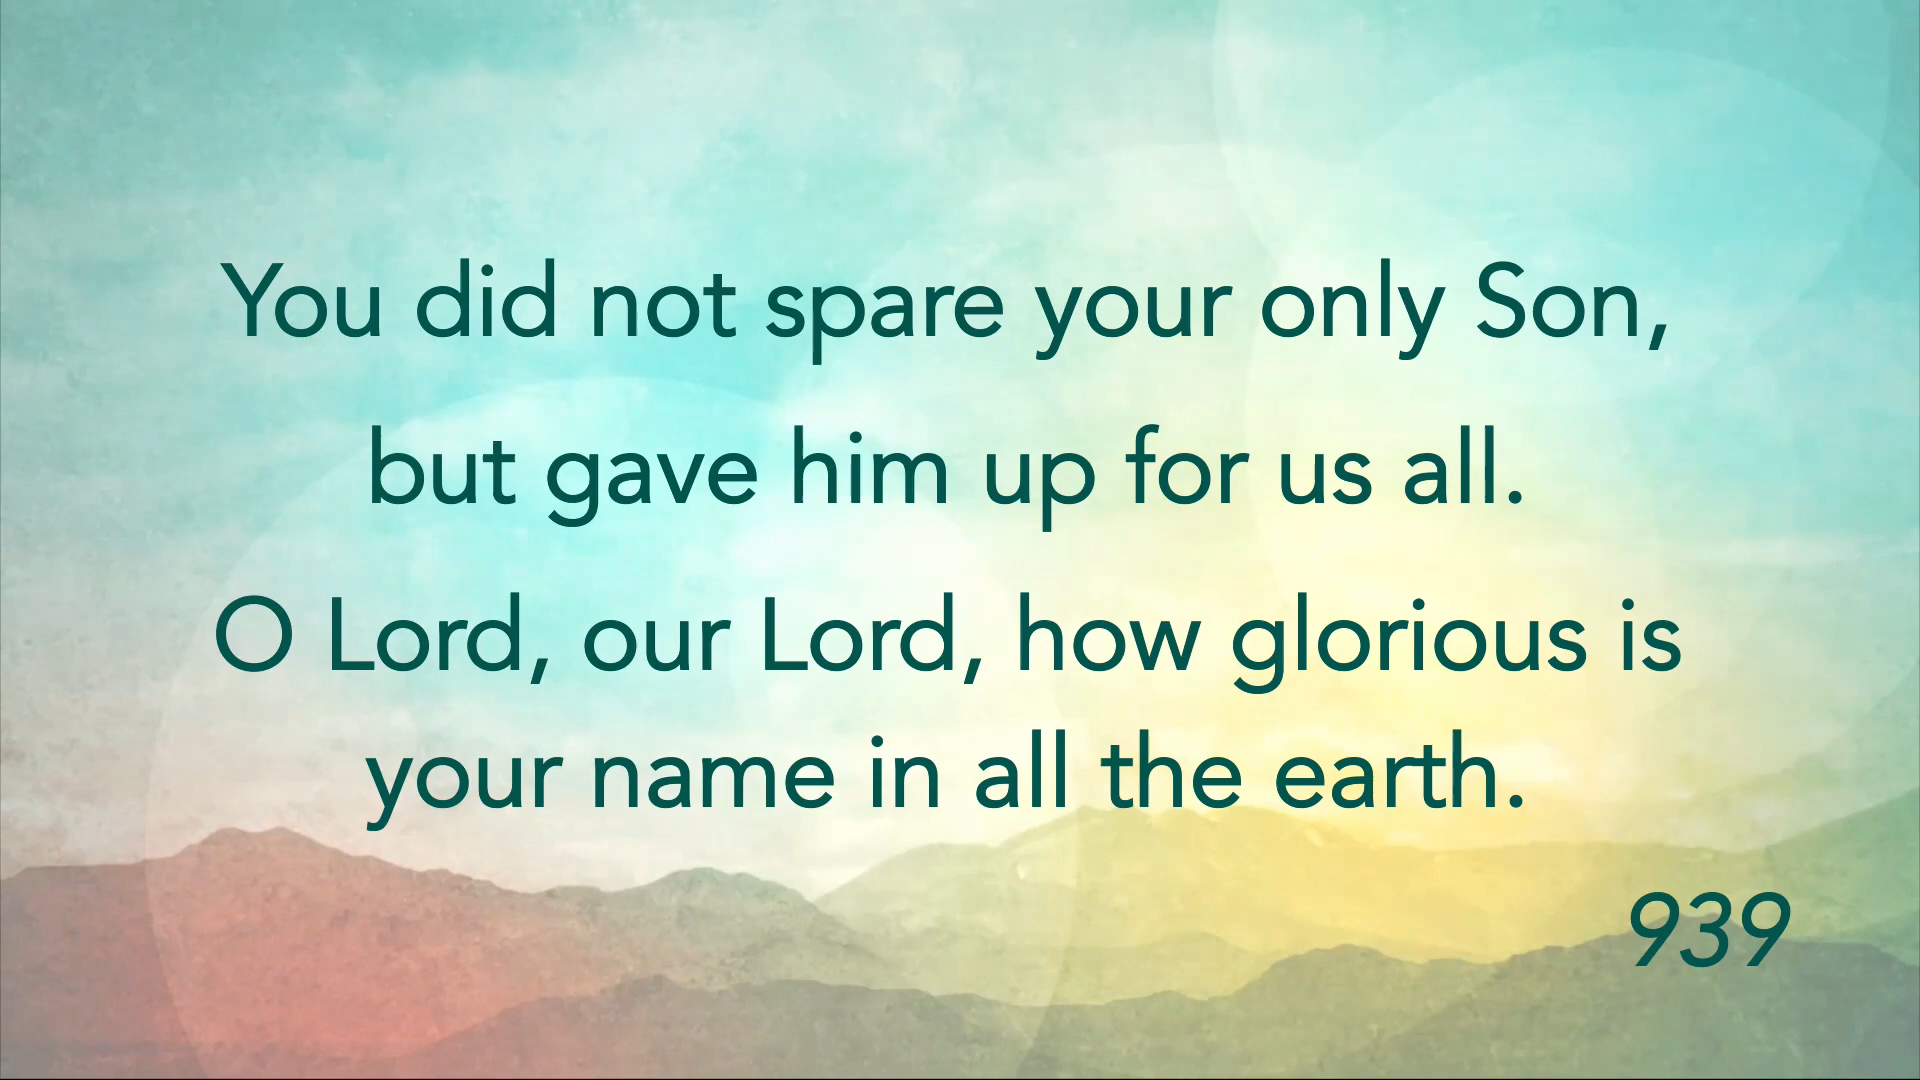 You did not spare your only Son,
but gave him up for us all.
O Lord, our Lord, how glorious is
your name in all the earth.
939